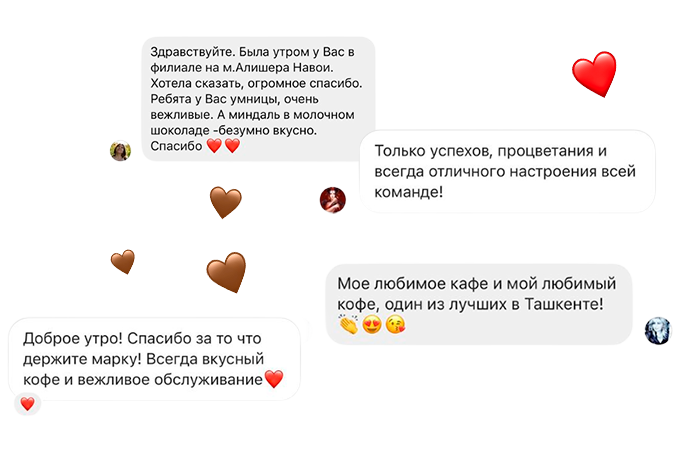 Здравствуйте. Была утром у Вас в
филиале на м.Алишера Навои.
Хотела сказать, огромное спасибо.
Ребята у Вас умницы, очень
вежливые. А миндаль в молочном
шоколаде -безумно вкусно.
Спасибо ❤️ ❤️
Только успехов, процветания и
всегда отличного настроения всей
команде!
Мое любимое кафе и мой любимый
кофе, один из лучших в Ташкенте!
👏😍😘
Доброе утро! Спасибо за то что
держите марку! Всегда вкусный
кофе и вежливое обслуживание❤️